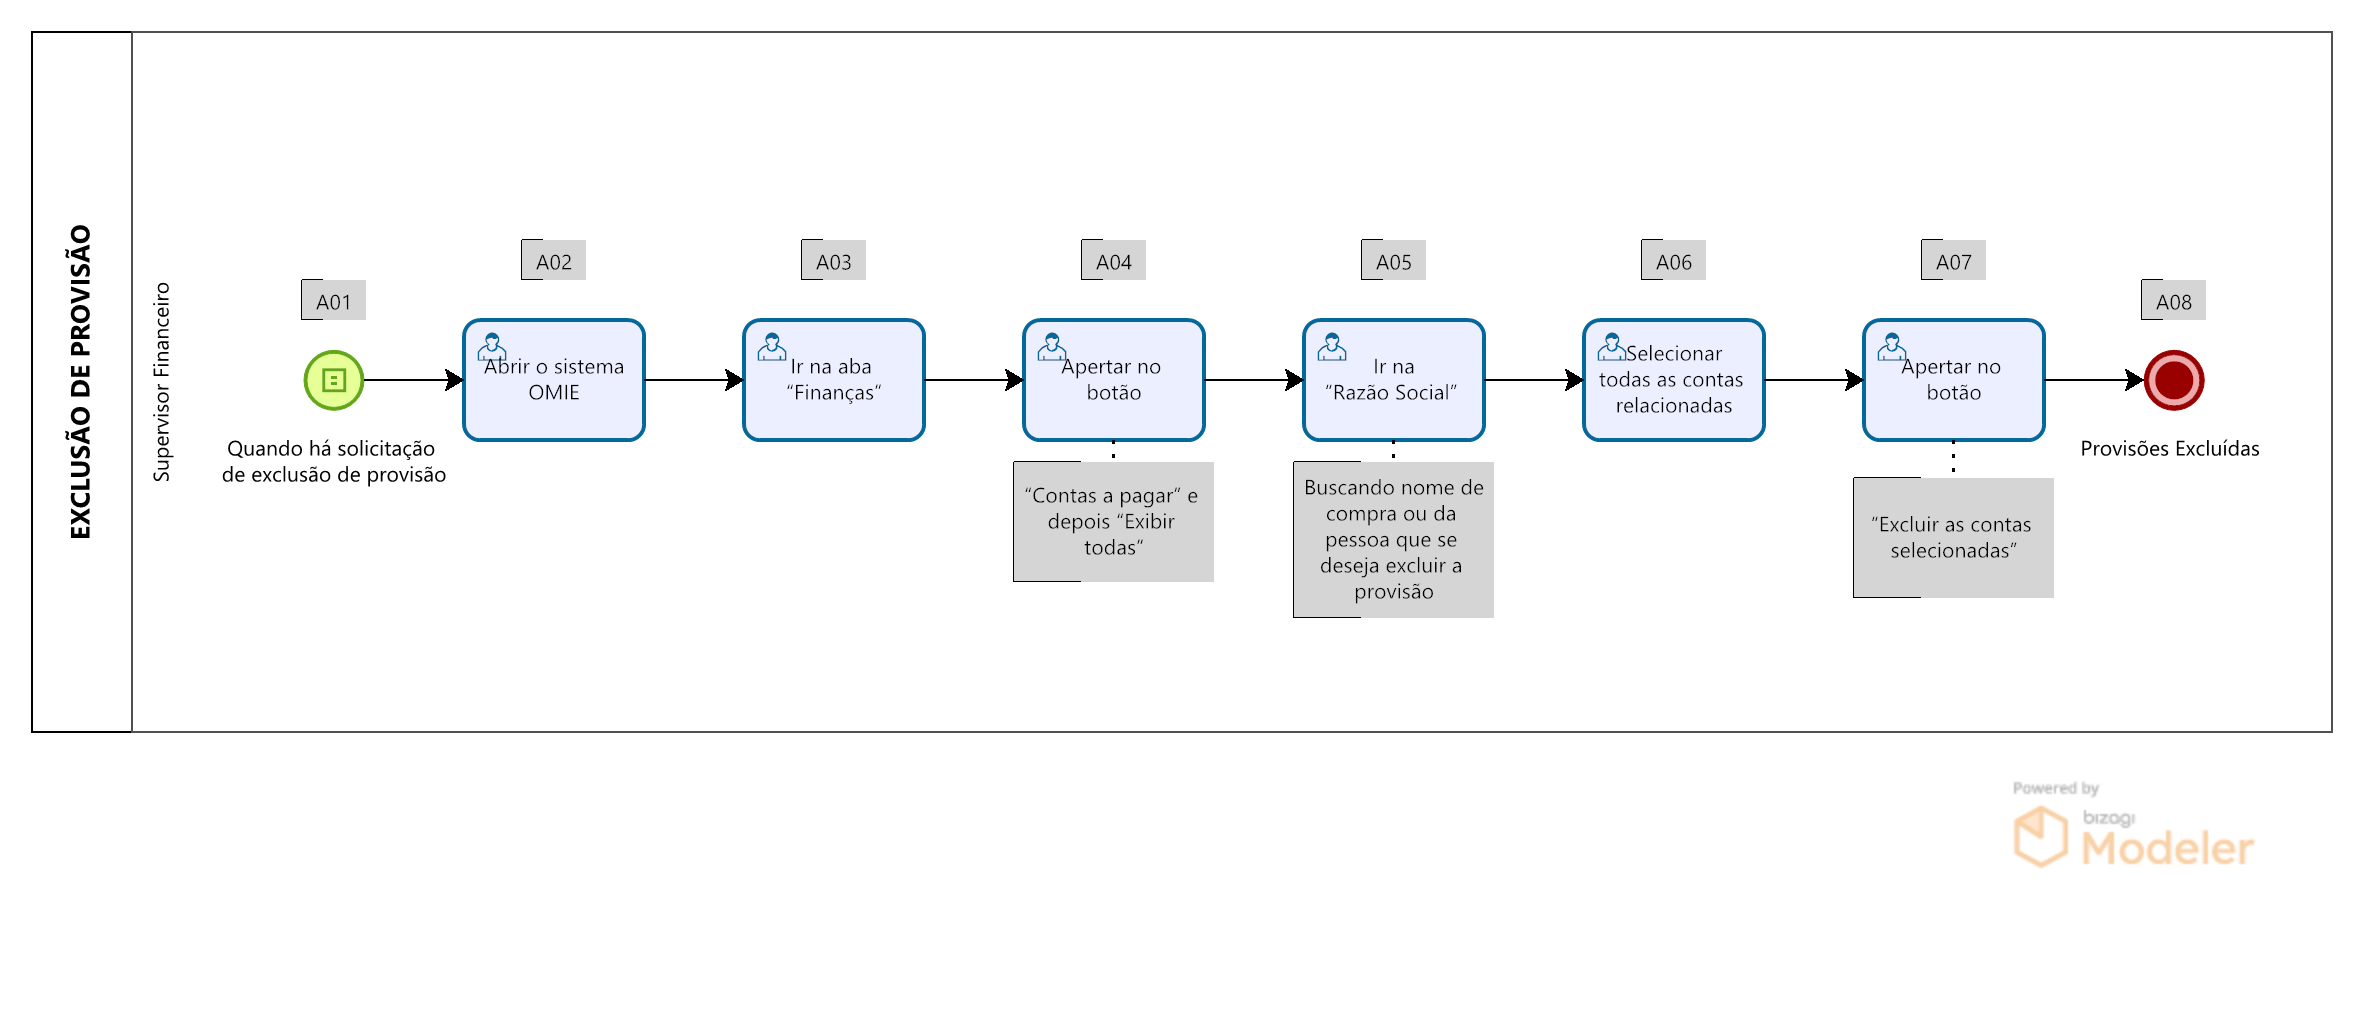 EXCLUSÃO DE PROVISÃO
Supervisor Financeiro
A01
Quando há solicitação
de exclusão de provisão
A02
Abrir o sistema
OMIE
A03
Ir na aba
“Finanças“
A04
Apertar no
botão
“Contas a pagar“ e
depois “Exibir
todas“
A05
Ir na
“Razão Social”
Buscando nome de
compra ou da
pessoa que se
deseja excluir a
provisão
A06
Selecionar
todas as contas
relacionadas
A07
Apertar no
botão
“Excluir as contas
selecionadas”
A08
Provisões Excluídas
Powered by
bizagi
Modeler